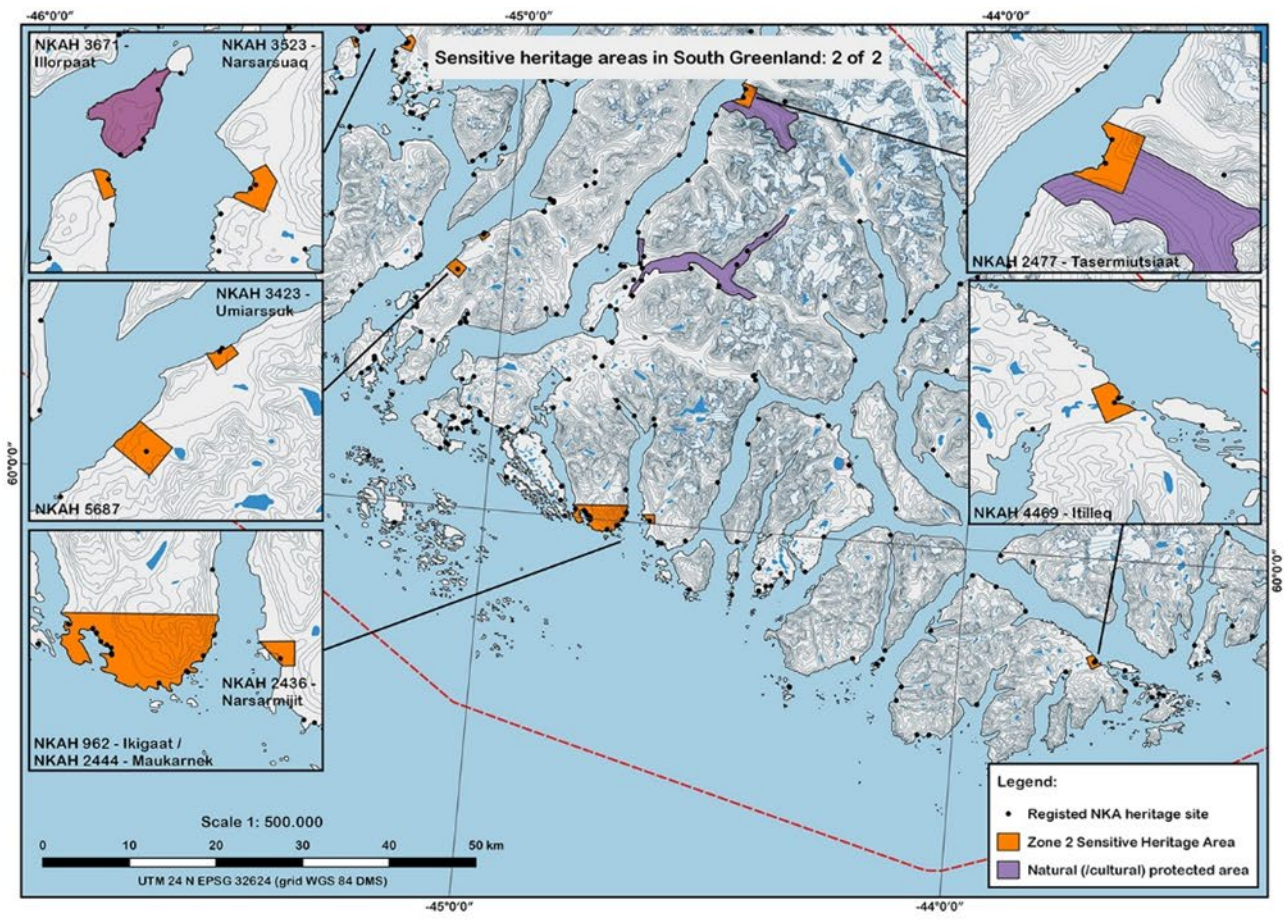 -46°0'0"
-45°0'0"
-44°0'0"
Sensitive heritage areas in South Greenland: 2 of 2
NKAH 3671 -
Illorpaat
NKAH 3523 -
Narsarsuaq
NKAH 3423 -
Umiarssuk
NKAH 5687
60°0'0"
NKAH 2436 -
Narsarmijit
NKAH 962 - Ikigaat /
NKAH 2444 - Maukarnek
NKAH 2477 - Tasermiutsiaat
NKAH 4469 - Itilleq
60°0'0"
Scale 1: 500.000
0 10 20 30 40 50 km
UTM 24 N EPSG 32624 (grid WGS 84 DMS)
Legend:
Registed NKA heritage site
Zone 2 Sensitive Heritage Area
Natural (/cultural) protected area
-45°0'0"
-44°0'0"